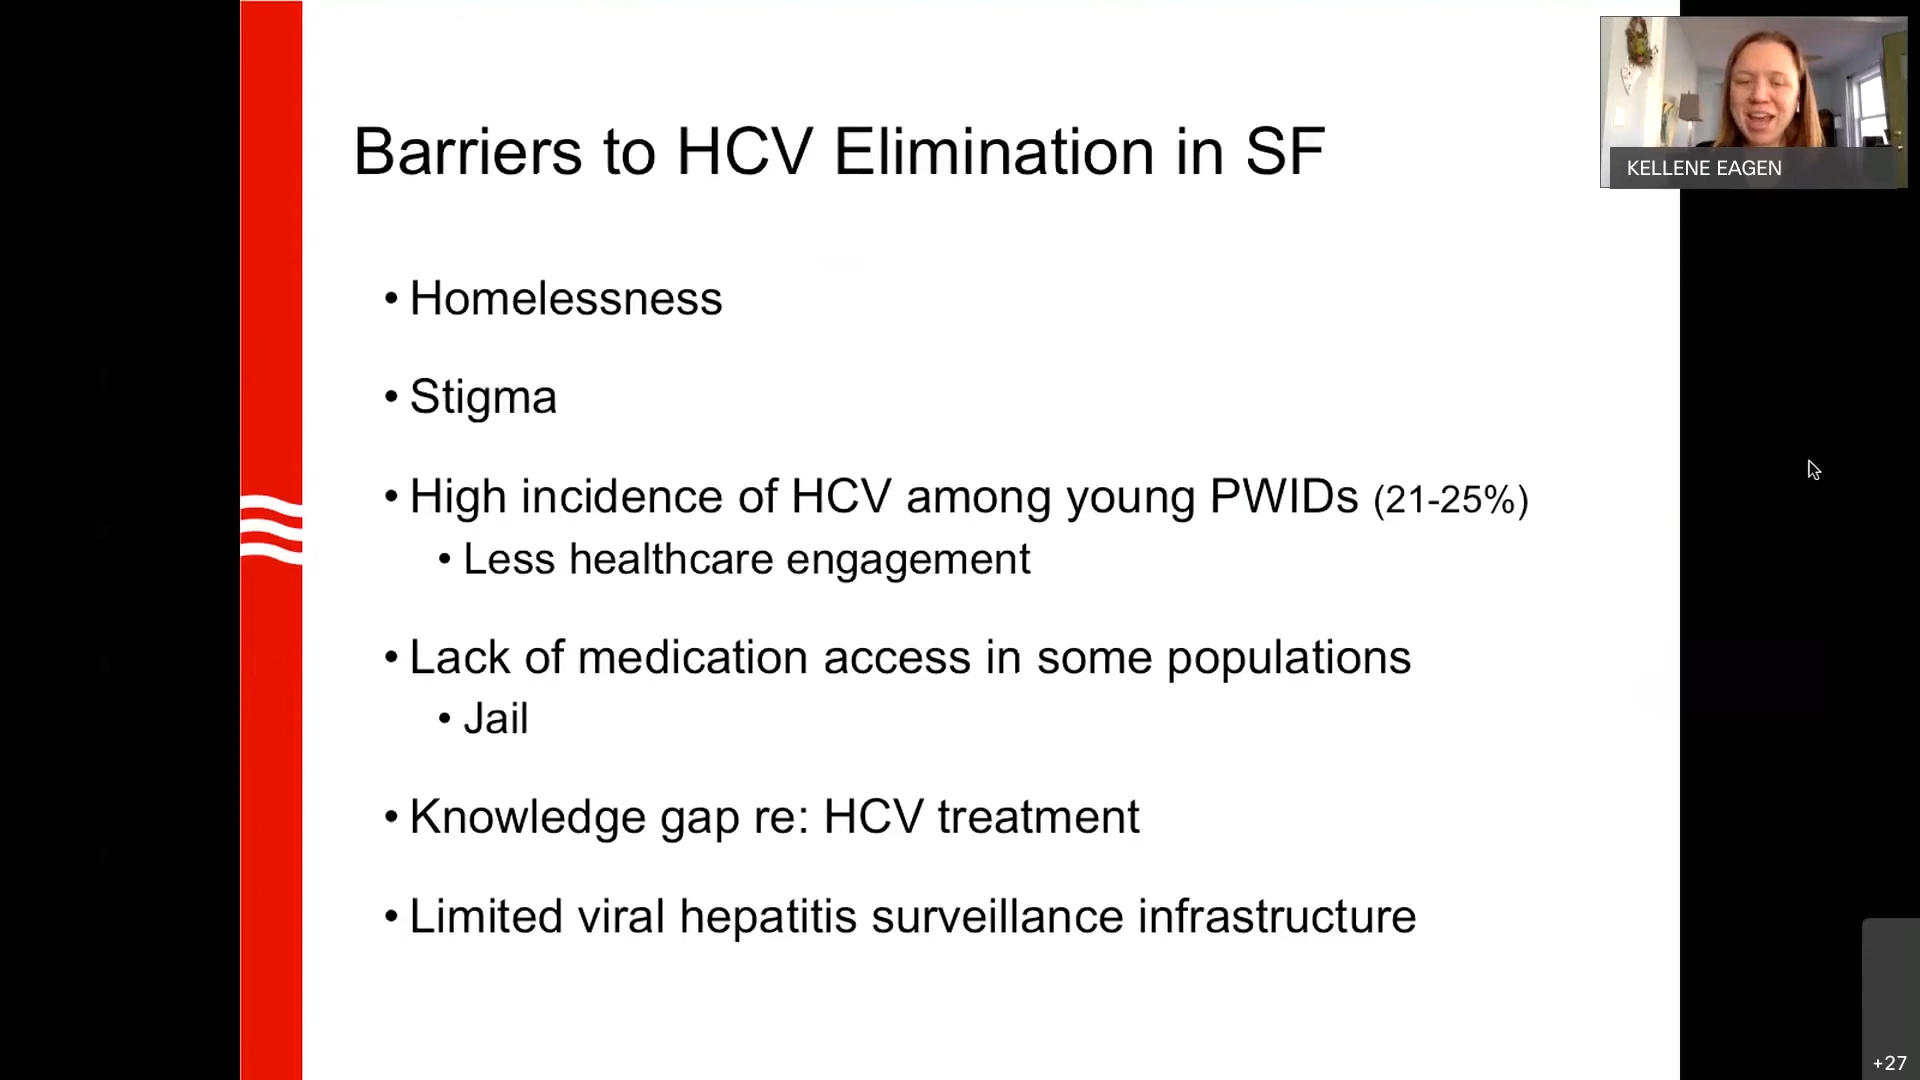 Barriers to HCV Elimination in SF
KELLENE EAGEN
• Homelessness
• Stigma
• High incidence of HCV among young PWIDs (21-25%)
• Less healthcare engagement
• Lack of medication access in some populations
• Jail
• Knowledge gap re: HCV treatment
• Limited viral hepatitis surveillance infrastructure
+27